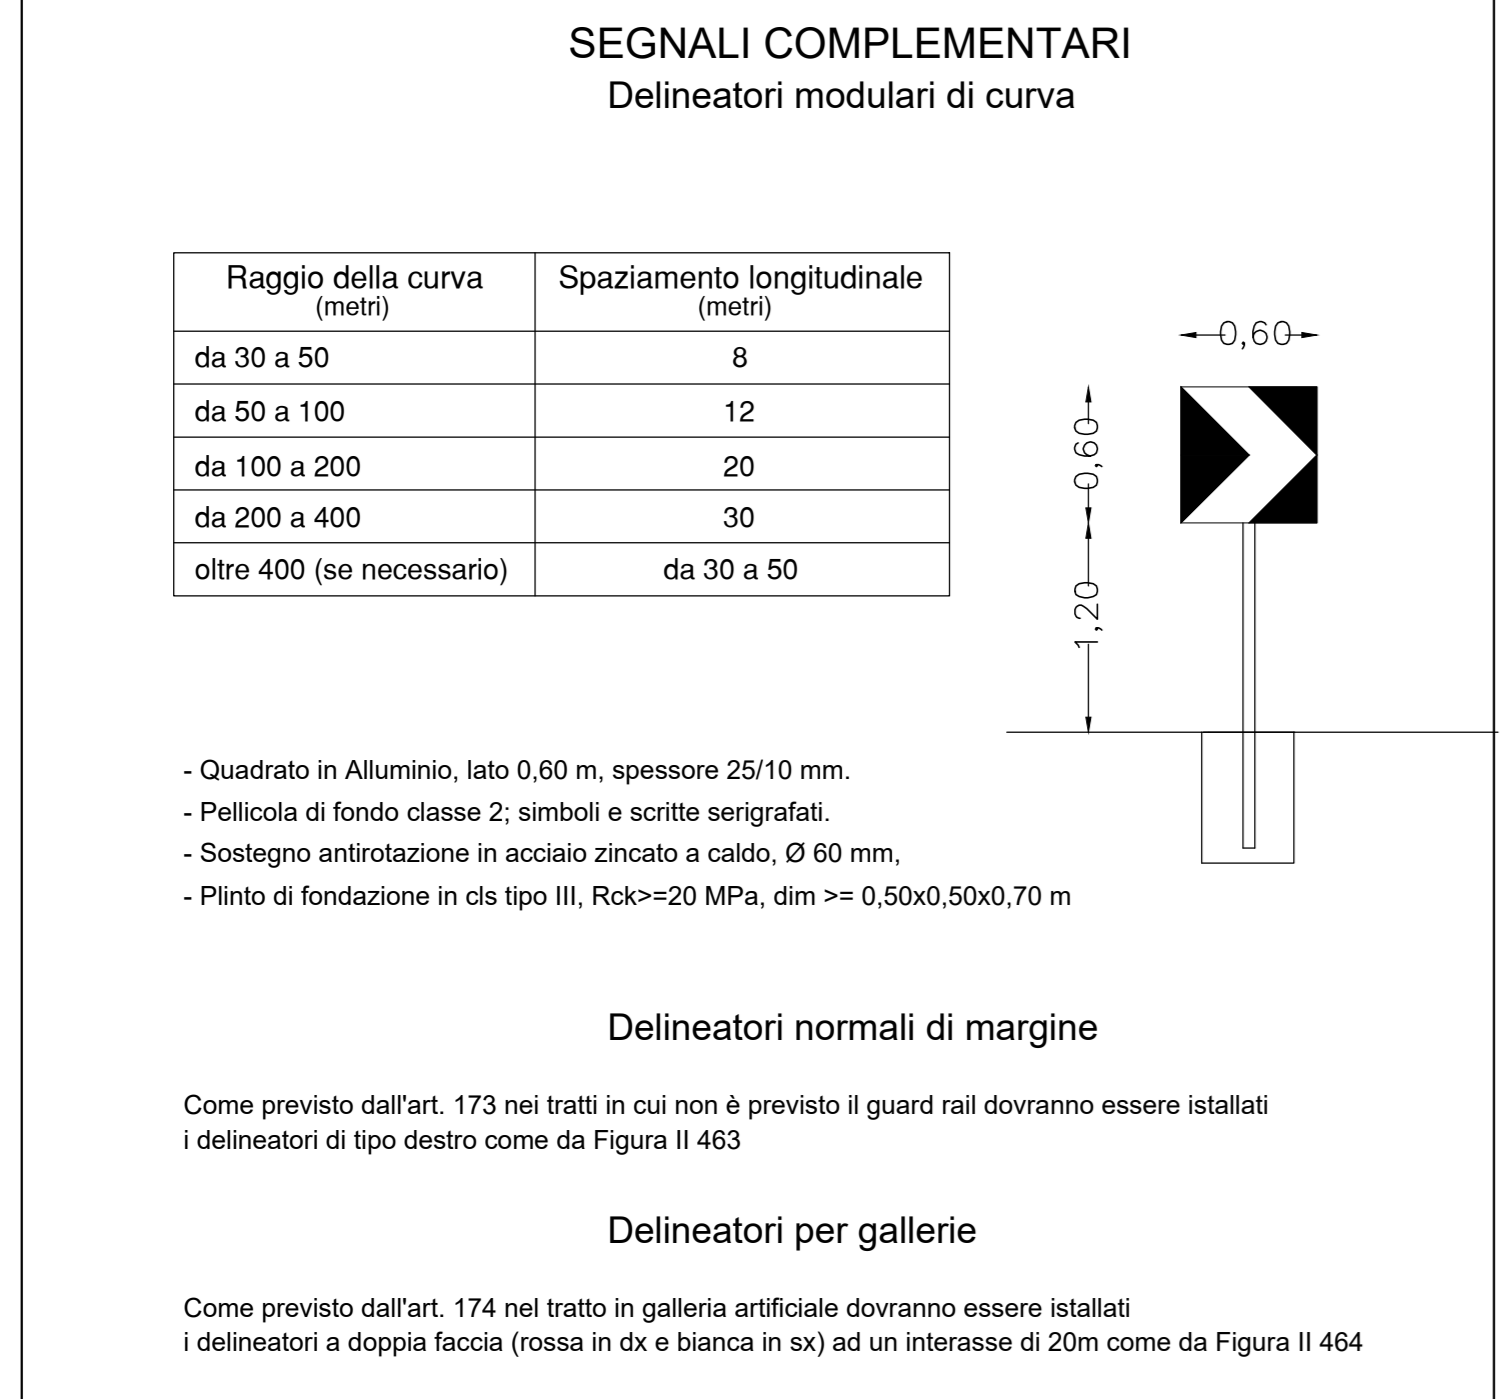 SEGNALI COMPLEMENTARI
Delineatori modulari di curva
Raggio della curva Spaziamento longitudinale
(metri) (metri)
da 30 a 50 8
da 50 a 100 12
da 100 a 200 20
da 200 a 400 30
oltre 400 (se necessario) da 30 a 50
0,60
0,60
1,20
- Quadrato in Alluminio, lato 0,60 m, spessore 25/10 mm.
- Pellicola di fondo classe 2; simboli e scritte serigrafati.
- Sostegno antirotazione in acciaio zincato a caldo, Ø 60 mm,
- Plinto di fondazione in cls tipo III, Rck>=20 MPa, dim >= 0,50x0,50x0,70 m
Delineatori normali di margine
Come previsto dall'art. 173 nei tratti in cui non è previsto il guard rail dovranno essere istallati
i delineatori di tipo destro come da Figura II 463
Delineatori per gallerie
Come previsto dall'art. 174 nel tratto in galleria artificiale dovranno essere istallati
i delineatori a doppia faccia (rossa in dx e bianca in sx) ad un interasse di 20m come da Figura II 464